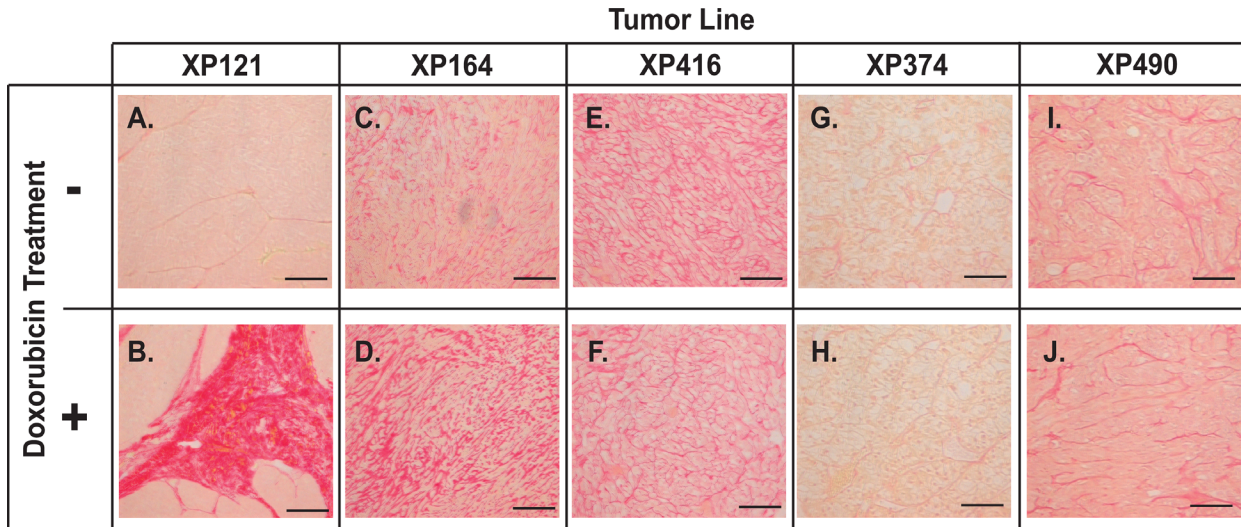 Tumor Line
XP121 XP164 XP416 XP374 XP490
Doxorubicin Treatment
-
A. C. E. G. I.
+
B. D. F. H. J.